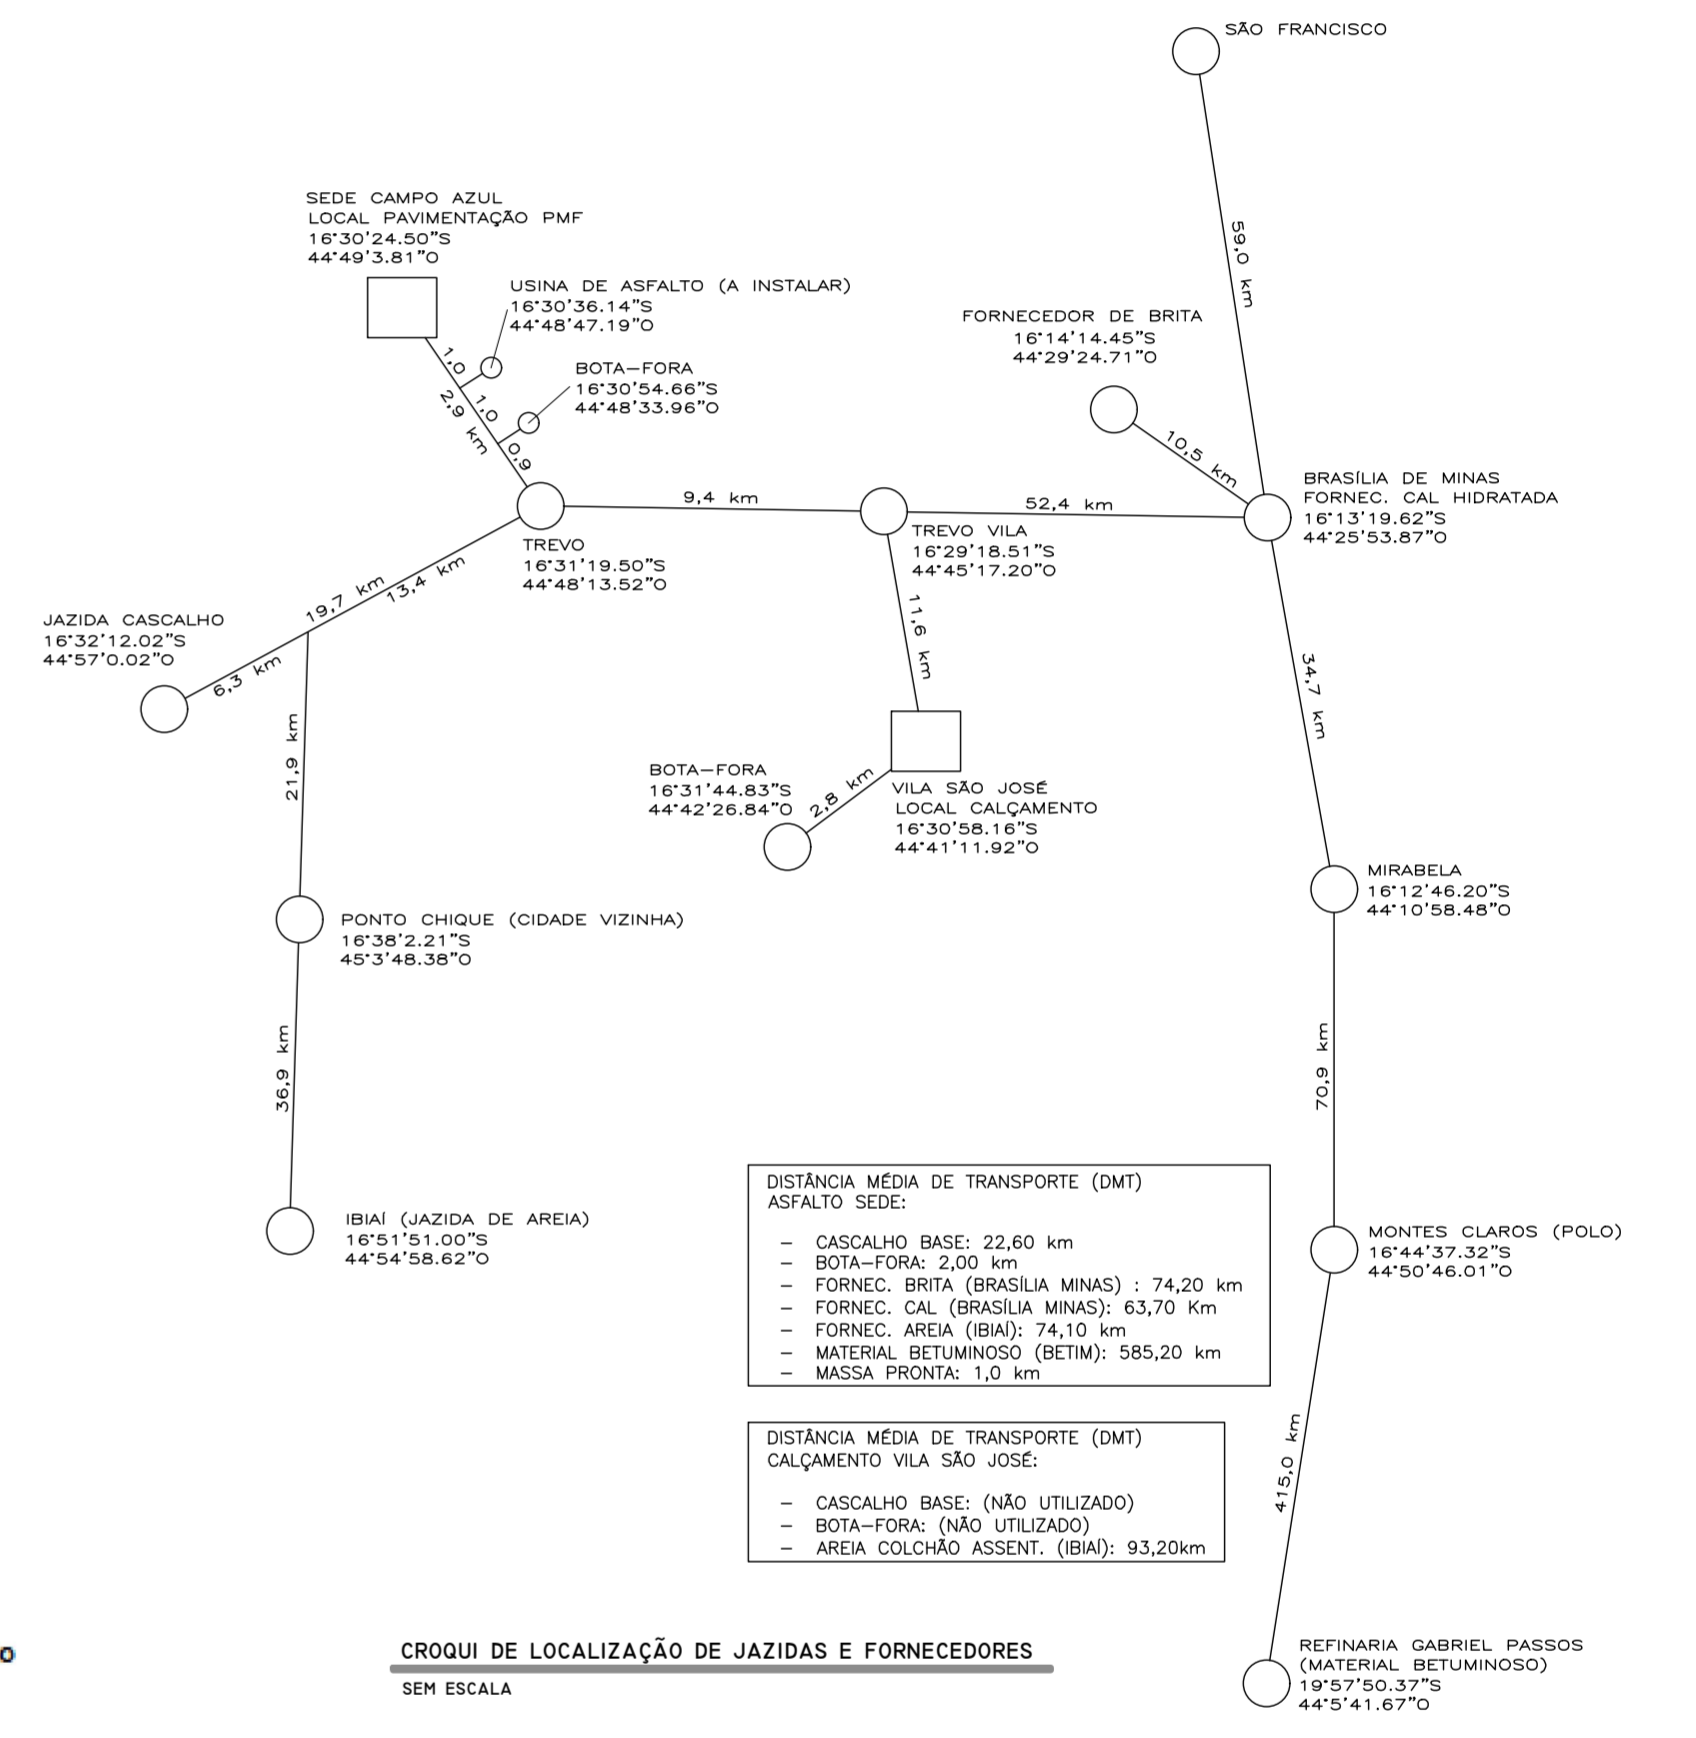 SÃO FRANCISCO
59,0 km
SEDE CAMPO AZUL
LOCAL PAVIMENTAÇÃO PMF
16°30'24.50"S
44°49'3.81"O
USINA DE ASFALTO (A INSTALAR)
16°30'36.14"S
44°48'47.19"O
BOTA-FORA
16°30'54.66"S
44°48'33.96"O
1,0
2,9 km
1,0
0,9
FORNECEDOR DE BRITA
16°14'14.45"S
44°29'24.71"O
10,5 km
BRASÍLIA DE MINAS
FORNEC. CAL HIDRATADA
16°13'19.62"S
44°25'53.87"O
9,4 km
52,4 km
TREVO
16°31'19.50"S
44°48'13.52"O
TREVO VILA
16°29'18.51"S
44°45'17.20"O
19,7 km
13,4 km
JAZIDA CASCALHO
16°32'12.02"S
44°57'0.02"O
6,3 km
11,6 km
34,7 km
21,9 km
BOTA-FORA
16°31'44.83"S
44°42'26.84"O
2,8 km
VILA SÃO JOSÉ
LOCAL CALÇAMENTO
16°30'58.16"S
44°41'11.92"O
MIRABELA
16°12'46.20"S
44°10'58.48"O
PONTO CHIQUE (CIDADE VIZINHA)
16°38'2.21"S
45°3'48.38"O
36,9 km
70,9 km
IBIAÍ (JAZIDA DE AREIA)
16°51'51.00"S
44°54'58.62"O
MONTES CLAROS (POLO)
16°44'37.32"S
44°50'46.01"O
DISTÂNCIA MÉDIA DE TRANSPORTE (DMT)
ASFALTO SEDE:
– CASCALHO BASE: 22,60 km
– BOTA-FORA: 2,00 km
– FORNEC. BRITA (BRASÍLIA MINAS) : 74,20 km
– FORNEC. CAL (BRASÍLIA MINAS): 63,70 Km
– FORNEC. AREIA (IBIAÍ): 74,10 km
– MATERIAL BETUMINOSO (BETIM): 585,20 km
– MASSA PRONTA: 1,0 km
415,0 km
DISTÂNCIA MÉDIA DE TRANSPORTE (DMT)
CALÇAMENTO VILA SÃO JOSÉ:
– CASCALHO BASE: (NÃO UTILIZADO)
– BOTA-FORA: (NÃO UTILIZADO)
– AREIA COLCHÃO ASSENT. (IBIAÍ): 93,20km
REFINARIA GABRIEL PASSOS
(MATERIAL BETUMINOSO)
19°57'50.37"S
44°5'41.67"O
o
CROQUI DE LOCALIZAÇÃO DE JAZIDAS E FORNECEDORES
SEM ESCALA